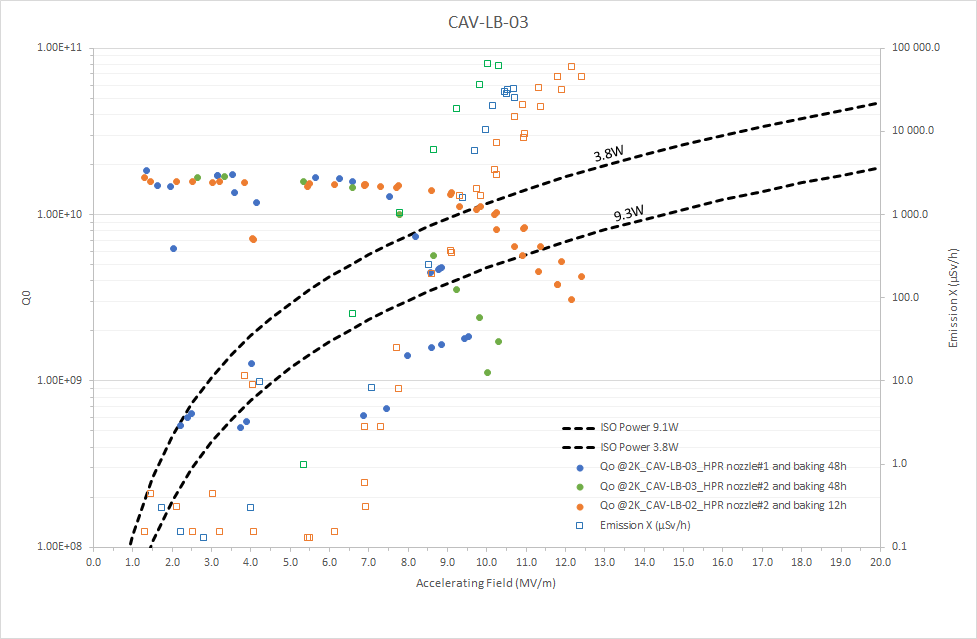 CAV-LB-03
1.00E+11
1.00E+10
1.00E+09
1.00E+08
Q0
100 000.0
10 000.0
1 000.0
100.0
10.0
1.0
0.1
Emission X (µSv/h)
3.8W
9.3W
ISO Power 9.1W
ISO Power 3.8W
Qo @2K_CAV-LB-03_HPR nozzle#1 and baking 48h
Qo @2K_CAV-LB-03_HPR nozzle#2 and baking 48h
Qo @2K_CAV-LB-02_HPR nozzle#2 and baking 12h
Emission X (µSv/h)
0.0 1.0 2.0 3.0 4.0 5.0 6.0 7.0 8.0 9.0 10.0 11.0 12.0 13.0 14.0 15.0 16.0 17.0 18.0 19.0 20.0
Accelerating Field (MV/m)